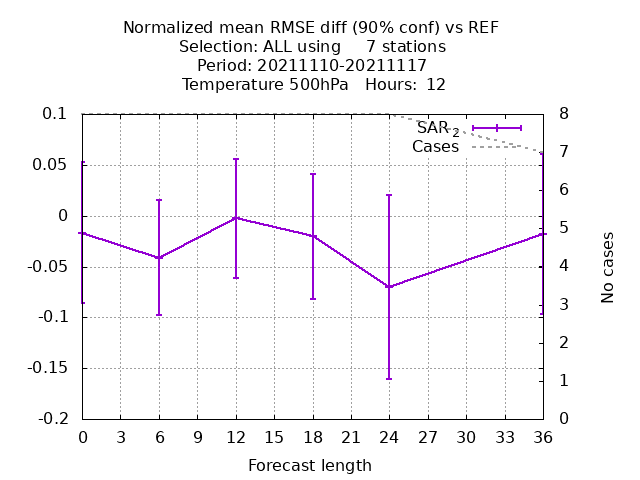 Normalized mean RMSE diff (90% conf) vs REF
Selection: ALL using     7 stations
Period: 20211110-20211117
Temperature 500hPa   Hours:  12
0.1
0.05
0
-0.05
-0.1
-0.15
-0.2
8
7
6
5
4
3
2
1
0
SAR_2
Cases
No cases
0 3 6 9 12 15 18 21 24 27 30 33 36
Forecast length